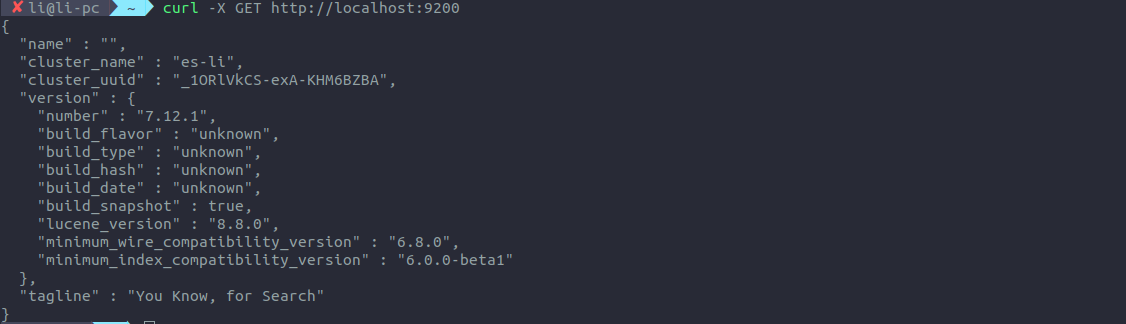 ✘ li@li-pc ~ curl -X GET http://localhost:9200
{
  "name" : "",
  "cluster_name" : "es-li",
  "cluster_uuid" : "_1ORlVkCS-exA-KHM6BZBA",
  "version" : {
    "number" : "7.12.1",
    "build_flavor" : "unknown",
    "build_type" : "unknown",
    "build_hash" : "unknown",
    "build_date" : "unknown",
    "build_snapshot" : true,
    "lucene_version" : "8.8.0",
    "minimum_wire_compatibility_version" : "6.8.0",
    "minimum_index_compatibility_version" : "6.0.0-beta1"
  },
  "tagline" : "You Know, for Search"
}